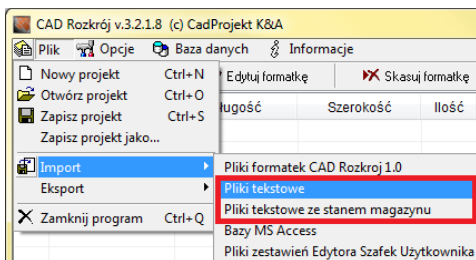 CAD Rozkrój v.3.2.1.8 (c) CadProjekt K&A
Plik Opcje Baza danych Informacje
Nowy projekt Ctrl+N
Edytuj formatkę Skasuj formatkę
Otwórz projekt Ctrl+O
ługość Szerokość Ilość
Zapisz projekt Ctrl+S
Zapisz projekt jako...
Import
Pliki formatek CAD Rozkroj 1.0
Eksport
Pliki tekstowe
Pliki tekstowe ze stanem magazynu
Zamknij program Ctrl+Q
Bazy MS Access
Pliki zestawień Edytora Szafek Użytkownika